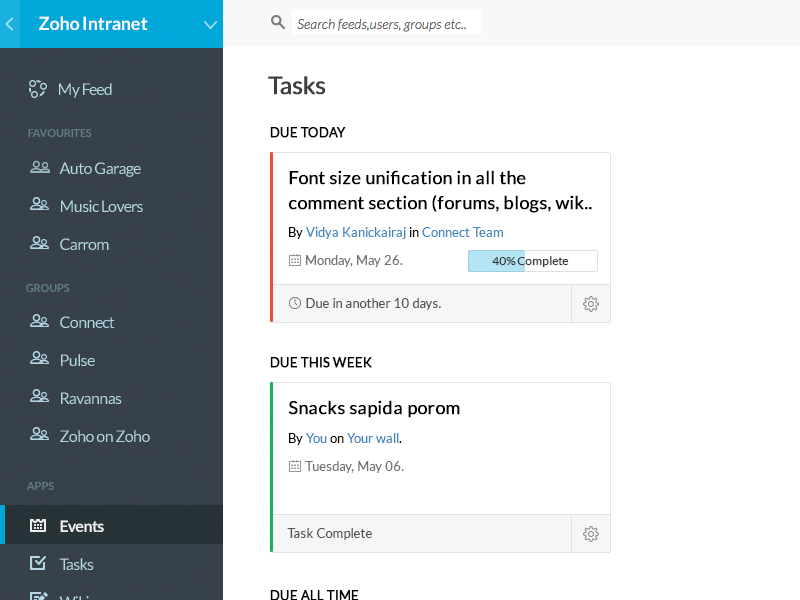 Zoho Intranet
Search feeds,users, groups etc..
My Feed
FAVOURITES
Auto Garage
Music Lovers
Carrom
GROUPS
Connect
Pulse
Ravannas
Zoho on Zoho
APPS
Events
Tasks
Tasks
DUE TODAY
Font size unification in all the
comment section (forums, blogs, wik..
By Vidya Kanickairaj in Connect Team
Monday, May 26.
40% Complete
Due in another 10 days.
DUE THIS WEEK
Snacks sapida porom
By You on Your wall.
Tuesday, May 06.
Task Complete
DUE ALL TIME